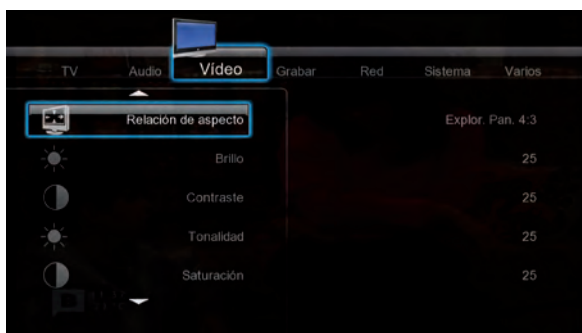 TV Audio Vídeo Grabar Red Sistema Varios
Relación de aspecto Explor. Pan. 4:3
Brillo 25
Contraste 25
Tonalidad 25
Saturación 25